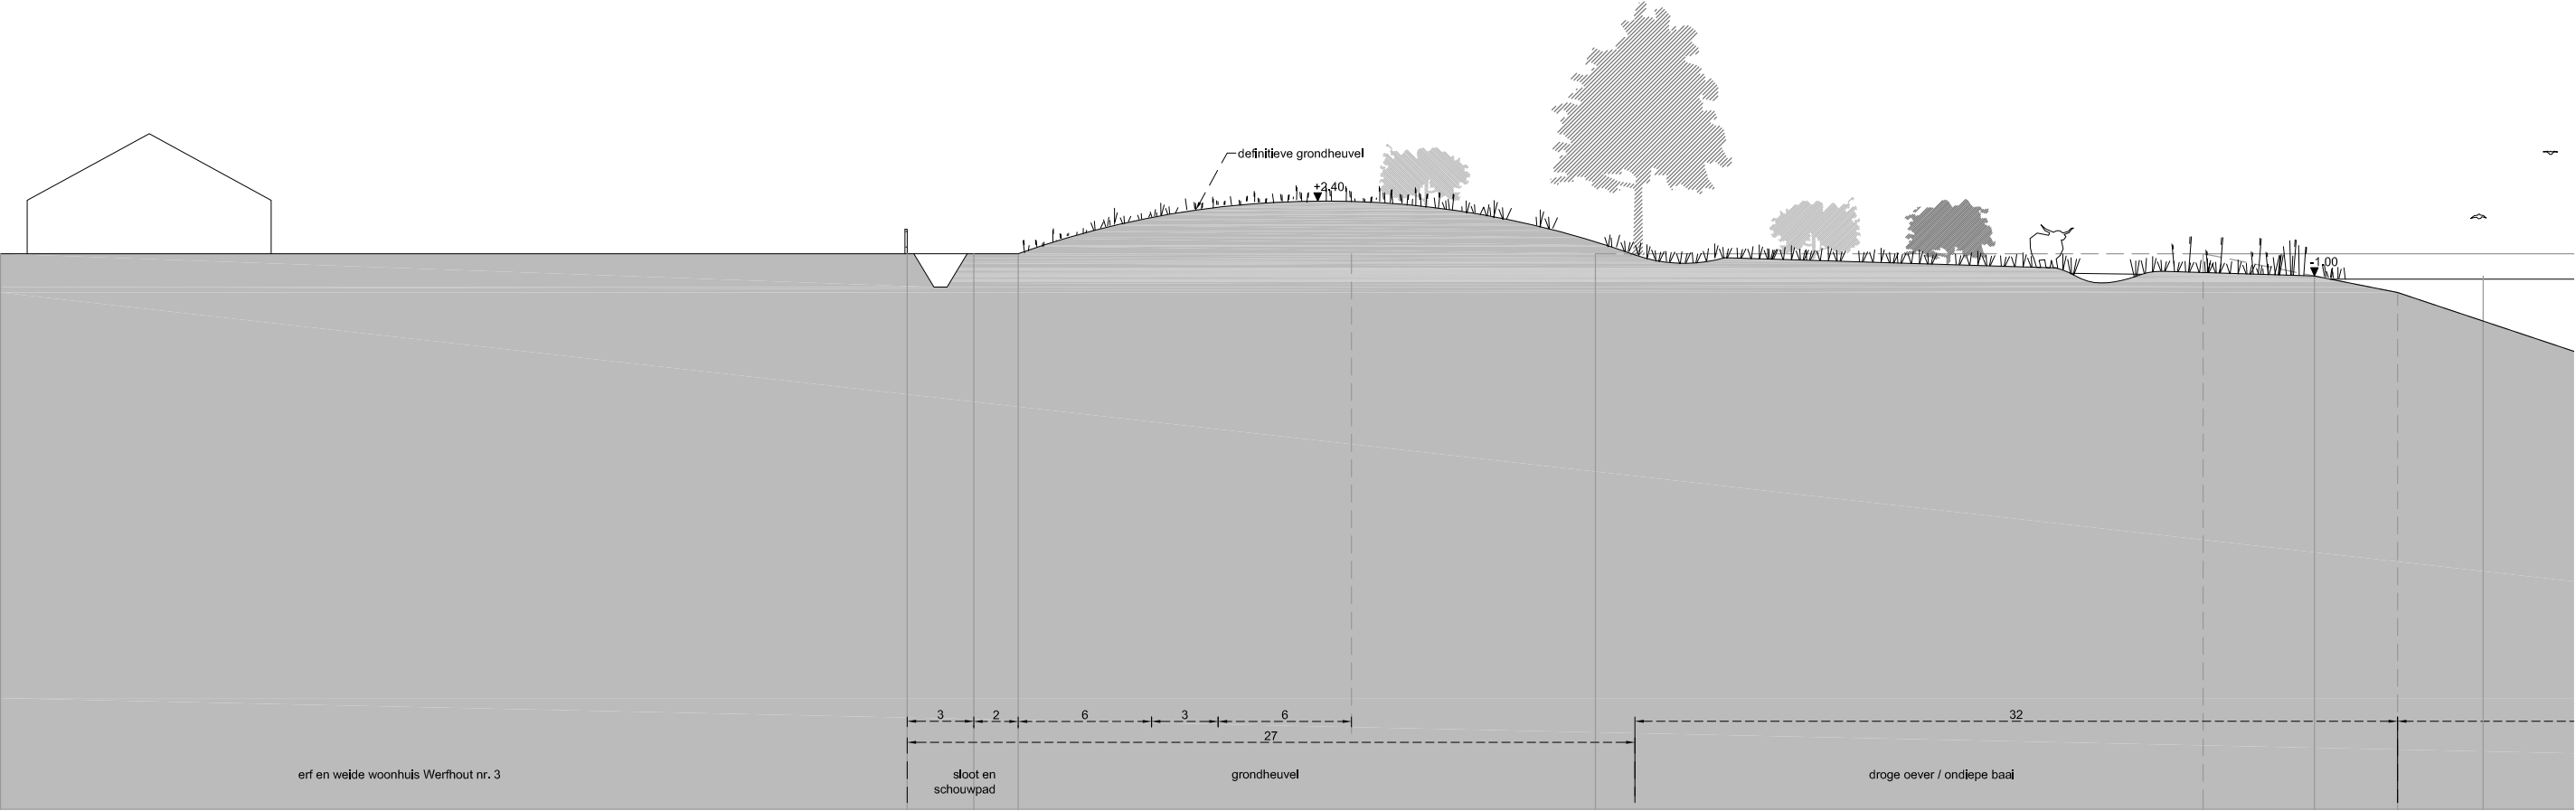 definitieve grondheuvel
+2.40
-1.00
3
2
6
3
6
32
27
erf en weide woonhuis Werfhout nr. 3
sloot en
schouwpad
grondheuvel
droge oever / ondiepe baai